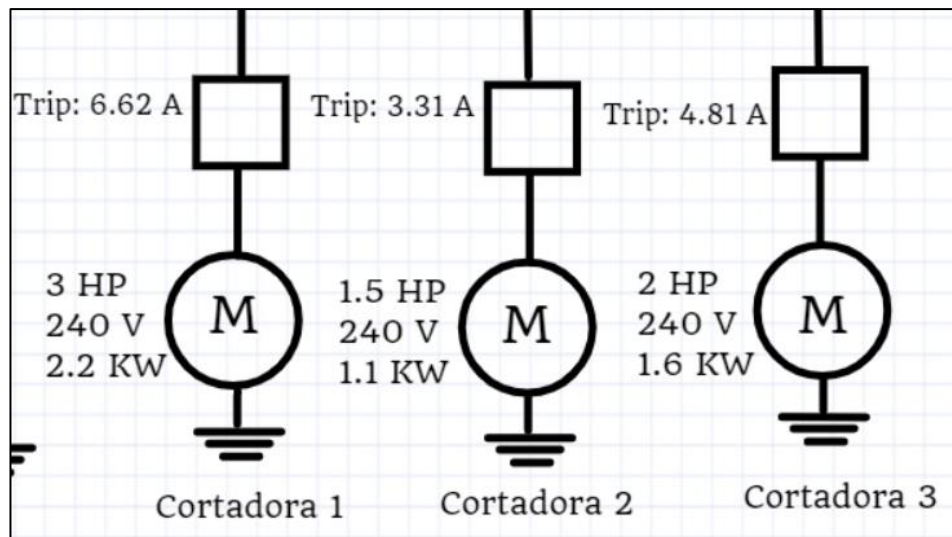 Trip: 6.62 A
Trip: 3.31 A
Trip: 4.81 A
3 HP
240 V
2.2 KW
M
1.5 HP
240 V
1.1 KW
M
2 HP
240 V
1.6 KW
M
Cortadora 1
Cortadora 2
Cortadora 3